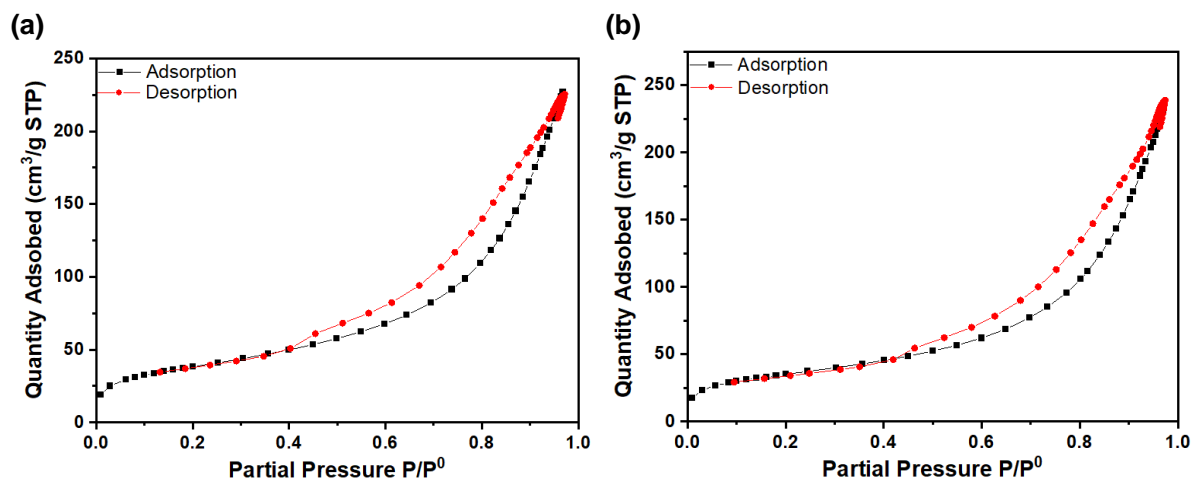 (a)
250
200
150
100
50
0
0.0 0.2 0.4 0.6 0.8 1.0
Quantity Adsobed (cm³/g STP)
Partial Pressure P/P⁰
Adsorption
Desorption
(b)
250
200
150
100
50
0
0.0 0.2 0.4 0.6 0.8 1.0
Quantity Adsobed (cm³/g STP)
Partial Pressure P/P⁰
Adsorption
Desorption